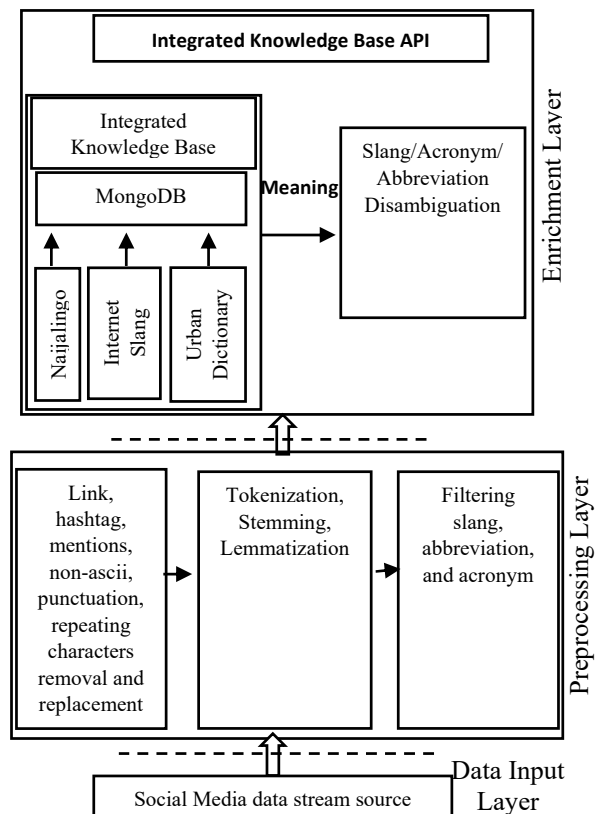 Integrated Knowledge Base API
Integrated
Knowledge Base
MongoDB
Naijalingo
Internet
Slang
Urban
Dictionary
Meaning
Slang/Acronym/
Abbreviation
Disambiguation
Enrichment Layer
Link,
hashtag,
mentions,
non-ascii,
punctuation,
repeating
characters
removal and
replacement
Tokenization,
Stemming,
Lemmatization
Filtering
slang,
abbreviation,
and acronym
Preprocessing Layer
Social Media data stream source
Data Input
Layer